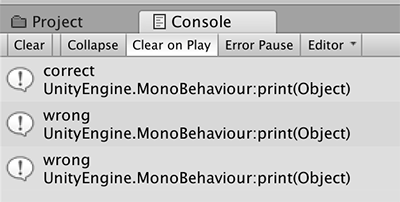 Project Console
Clear Collapse Clear on Play Error Pause Editor
correct
UnityEngine.MonoBehaviour:print(Object)
wrong
UnityEngine.MonoBehaviour:print(Object)
wrong
UnityEngine.MonoBehaviour:print(Object)